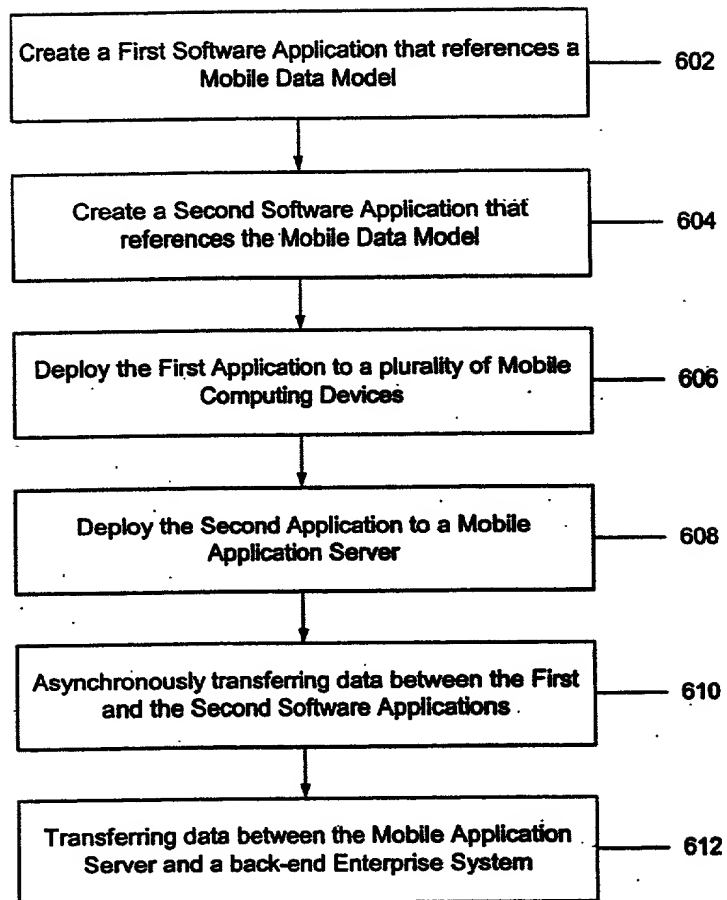 Create a First Software Application that references a
Mobile Data Model
602
Create a Second Software Application that
references the Mobile Data Model
604
Deploy the First Application to a plurality of Mobile
Computing Devices
606
Deploy the Second Application to a Mobile
Application Server
608
Asynchronously transferring data between the First
and the Second Software Applications
610
Transferring data between the Mobile Application
Server and a back-end Enterprise System
612